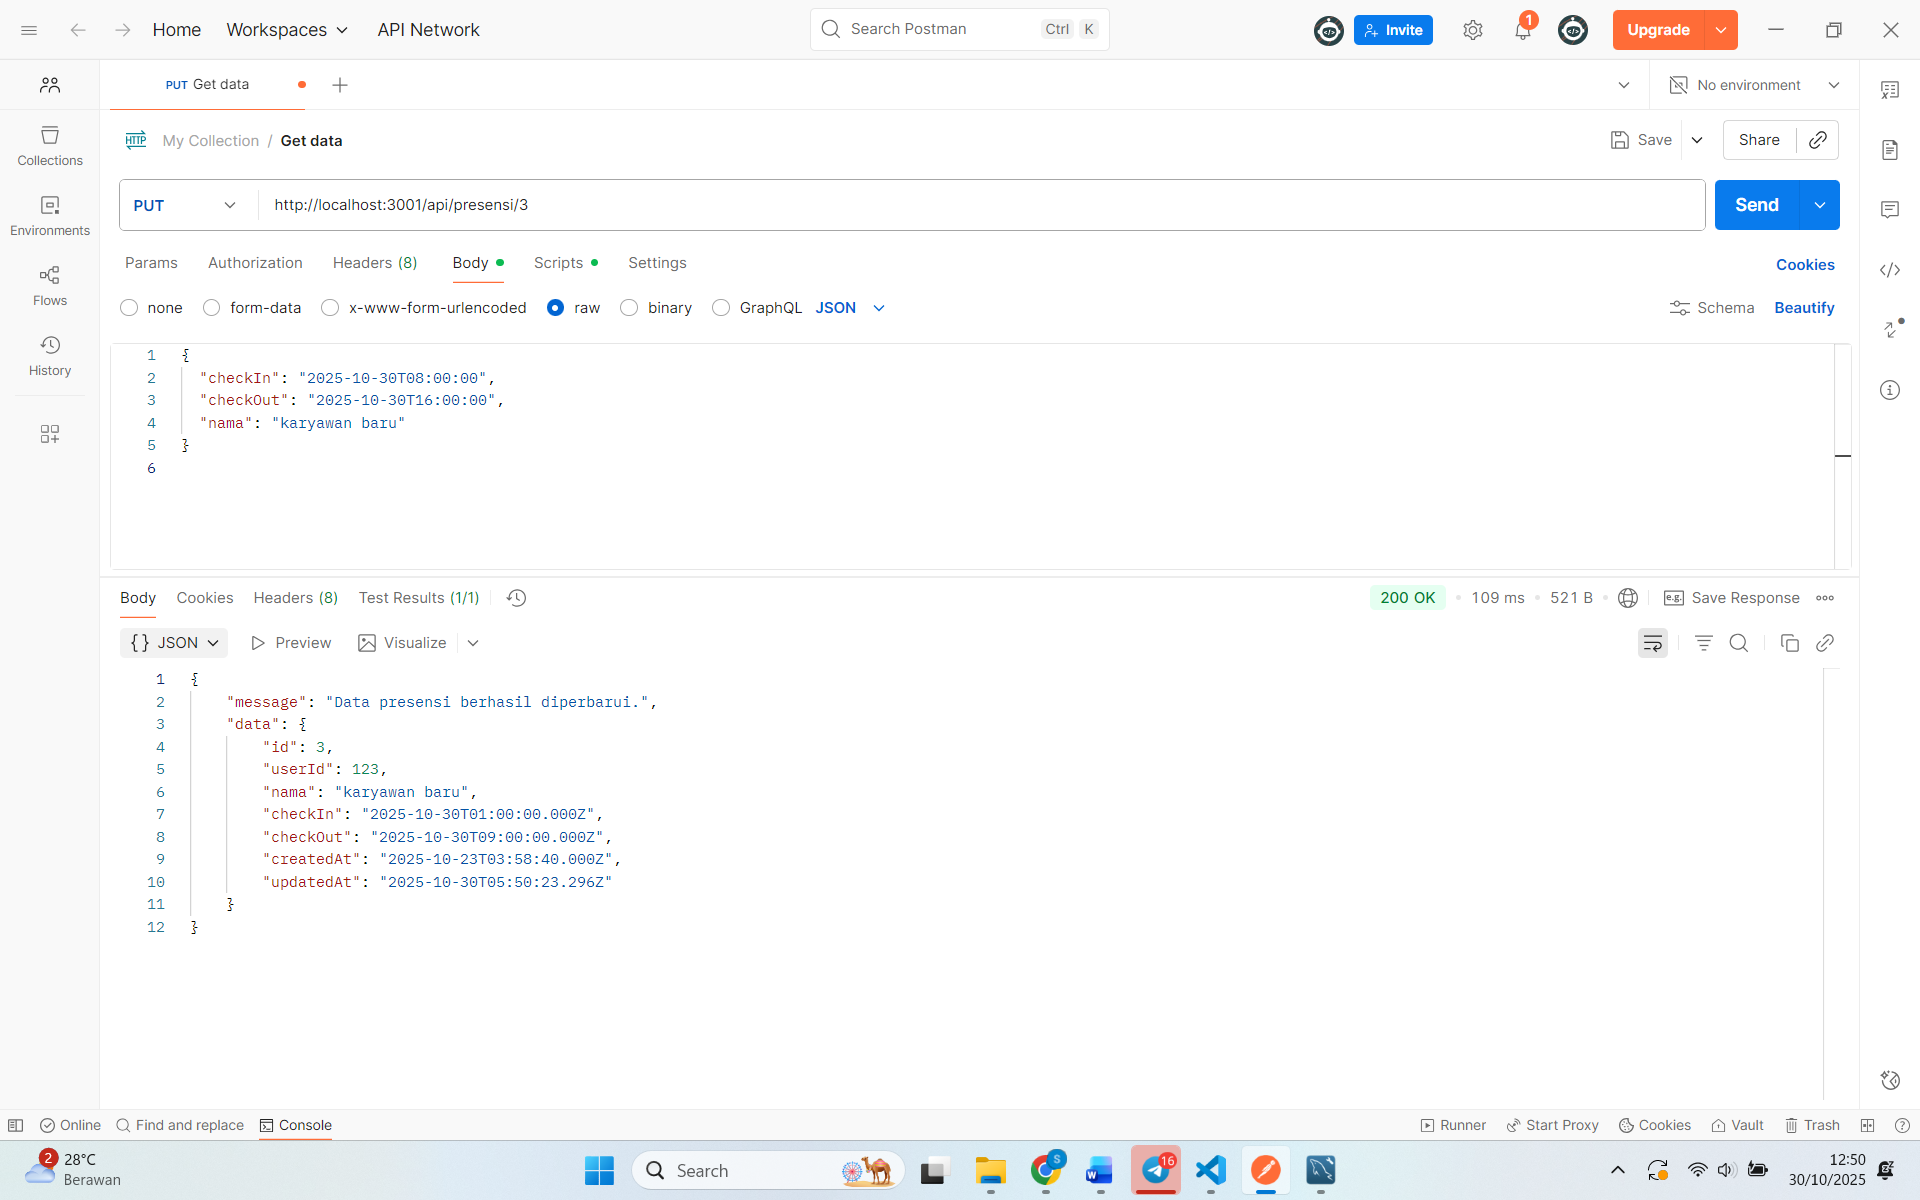 Home
Workspaces
API Network
Search Postman
Ctrl K
Invite
1
Upgrade
PUT Get data
No environment
HTTP My Collection / Get data
Save
Share
Collections
Environments
Flows
History
PUT
http://localhost:3001/api/presensi/3
Send
Params Authorization Headers (8) Body Scripts Settings
Cookies
none form-data x-www-form-urlencoded raw binary GraphQL JSON
Schema Beautify
1 {
2 "checkIn": "2025-10-30T08:00:00",
3 "checkOut": "2025-10-30T16:00:00",
4 "nama": "karyawan baru"
5 }
6
Body Cookies Headers (8) Test Results (1/1)
200 OK 109 ms 521 B e.g. Save Response
{} JSON Preview Visualize
1 {
2 "message": "Data presensi berhasil diperbarui.",
3 "data": {
4 "id": 3,
5 "userId": 123,
6 "nama": "karyawan baru",
7 "checkIn": "2025-10-30T01:00:00.000Z",
8 "checkOut": "2025-10-30T09:00:00.000Z",
9 "createdAt": "2025-10-23T03:58:40.000Z",
10 "updatedAt": "2025-10-30T05:50:23.296Z"
11 }
12 }
Online Find and replace Console
Runner Start Proxy Cookies Vault Trash
2
28°C
Berawan
Search
S
W
16
12:50
30/10/2025